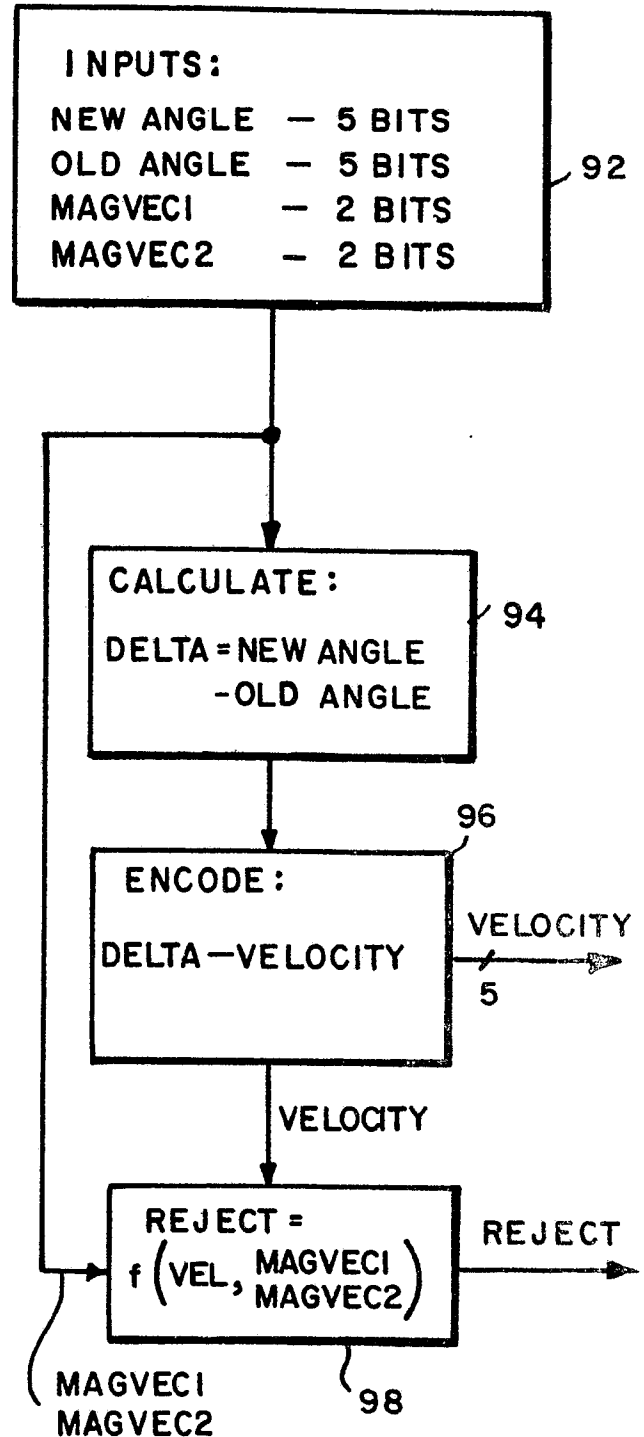 INPUTS:
NEW ANGLE — 5 BITS
OLD ANGLE — 5 BITS
MAGVEC1 — 2 BITS
MAGVEC2 — 2 BITS
92
CALCULATE:
DELTA = NEW ANGLE
-OLD ANGLE
94
96
ENCODE:
DELTA — VELOCITY
VELOCITY
5
VELOCITY
REJECT =
f (VEL, MAGVEC1
MAGVEC2)
REJECT
98
MAGVEC1
MAGVEC2